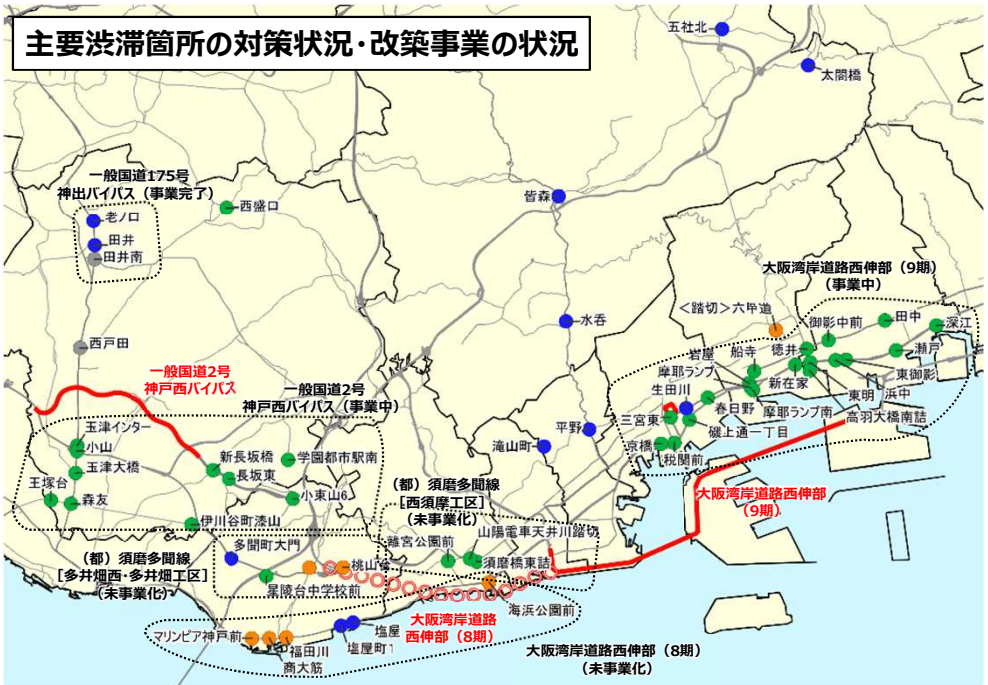 主要渋滞箇所の対策状況・改築事業の状況
五社北
太閤橋
一般国道175号
神出バイパス（事業完了）
西盛口
老ノ口
田井
田井南
皆森
大阪湾岸道路西伸部（9期）
（事業中）
＜踏切＞六甲道
御影中前
田中
深江
水呑
西戸田
岩屋
船寺
徳井
瀬戸
摩耶ランプ
東御影
一般国道2号
神戸西バイパス
一般国道2号
神戸西バイパス（事業中）
生田川
新在家
東明
浜中
三宮東
春日野
摩耶ランプ南
高羽大橋南詰
磯上通一丁目
京橋
税関前
平野
滝山町
玉津インター
小山
玉津大橋
王塚台
森友
新長坂橋
長坂東
学園都市駅南
小東山6
伊川谷町漆山
（都）須磨多聞線
［西須磨工区］
（未事業化）
大阪湾岸道路西伸部
（9期）
山陽電車天井川踏切
離宮公園前
須磨橋東詰
（都）須磨多聞線
［多井畑西・多井畑工区］
（未事業化）
多聞町大門
桃山台
星陵台中学校前
海浜公園前
大阪湾岸道路
西伸部（8期）
マリンピア神戸前
福田川
商大筋
塩屋
塩屋町1
大阪湾岸道路西伸部（8期）
（未事業化）